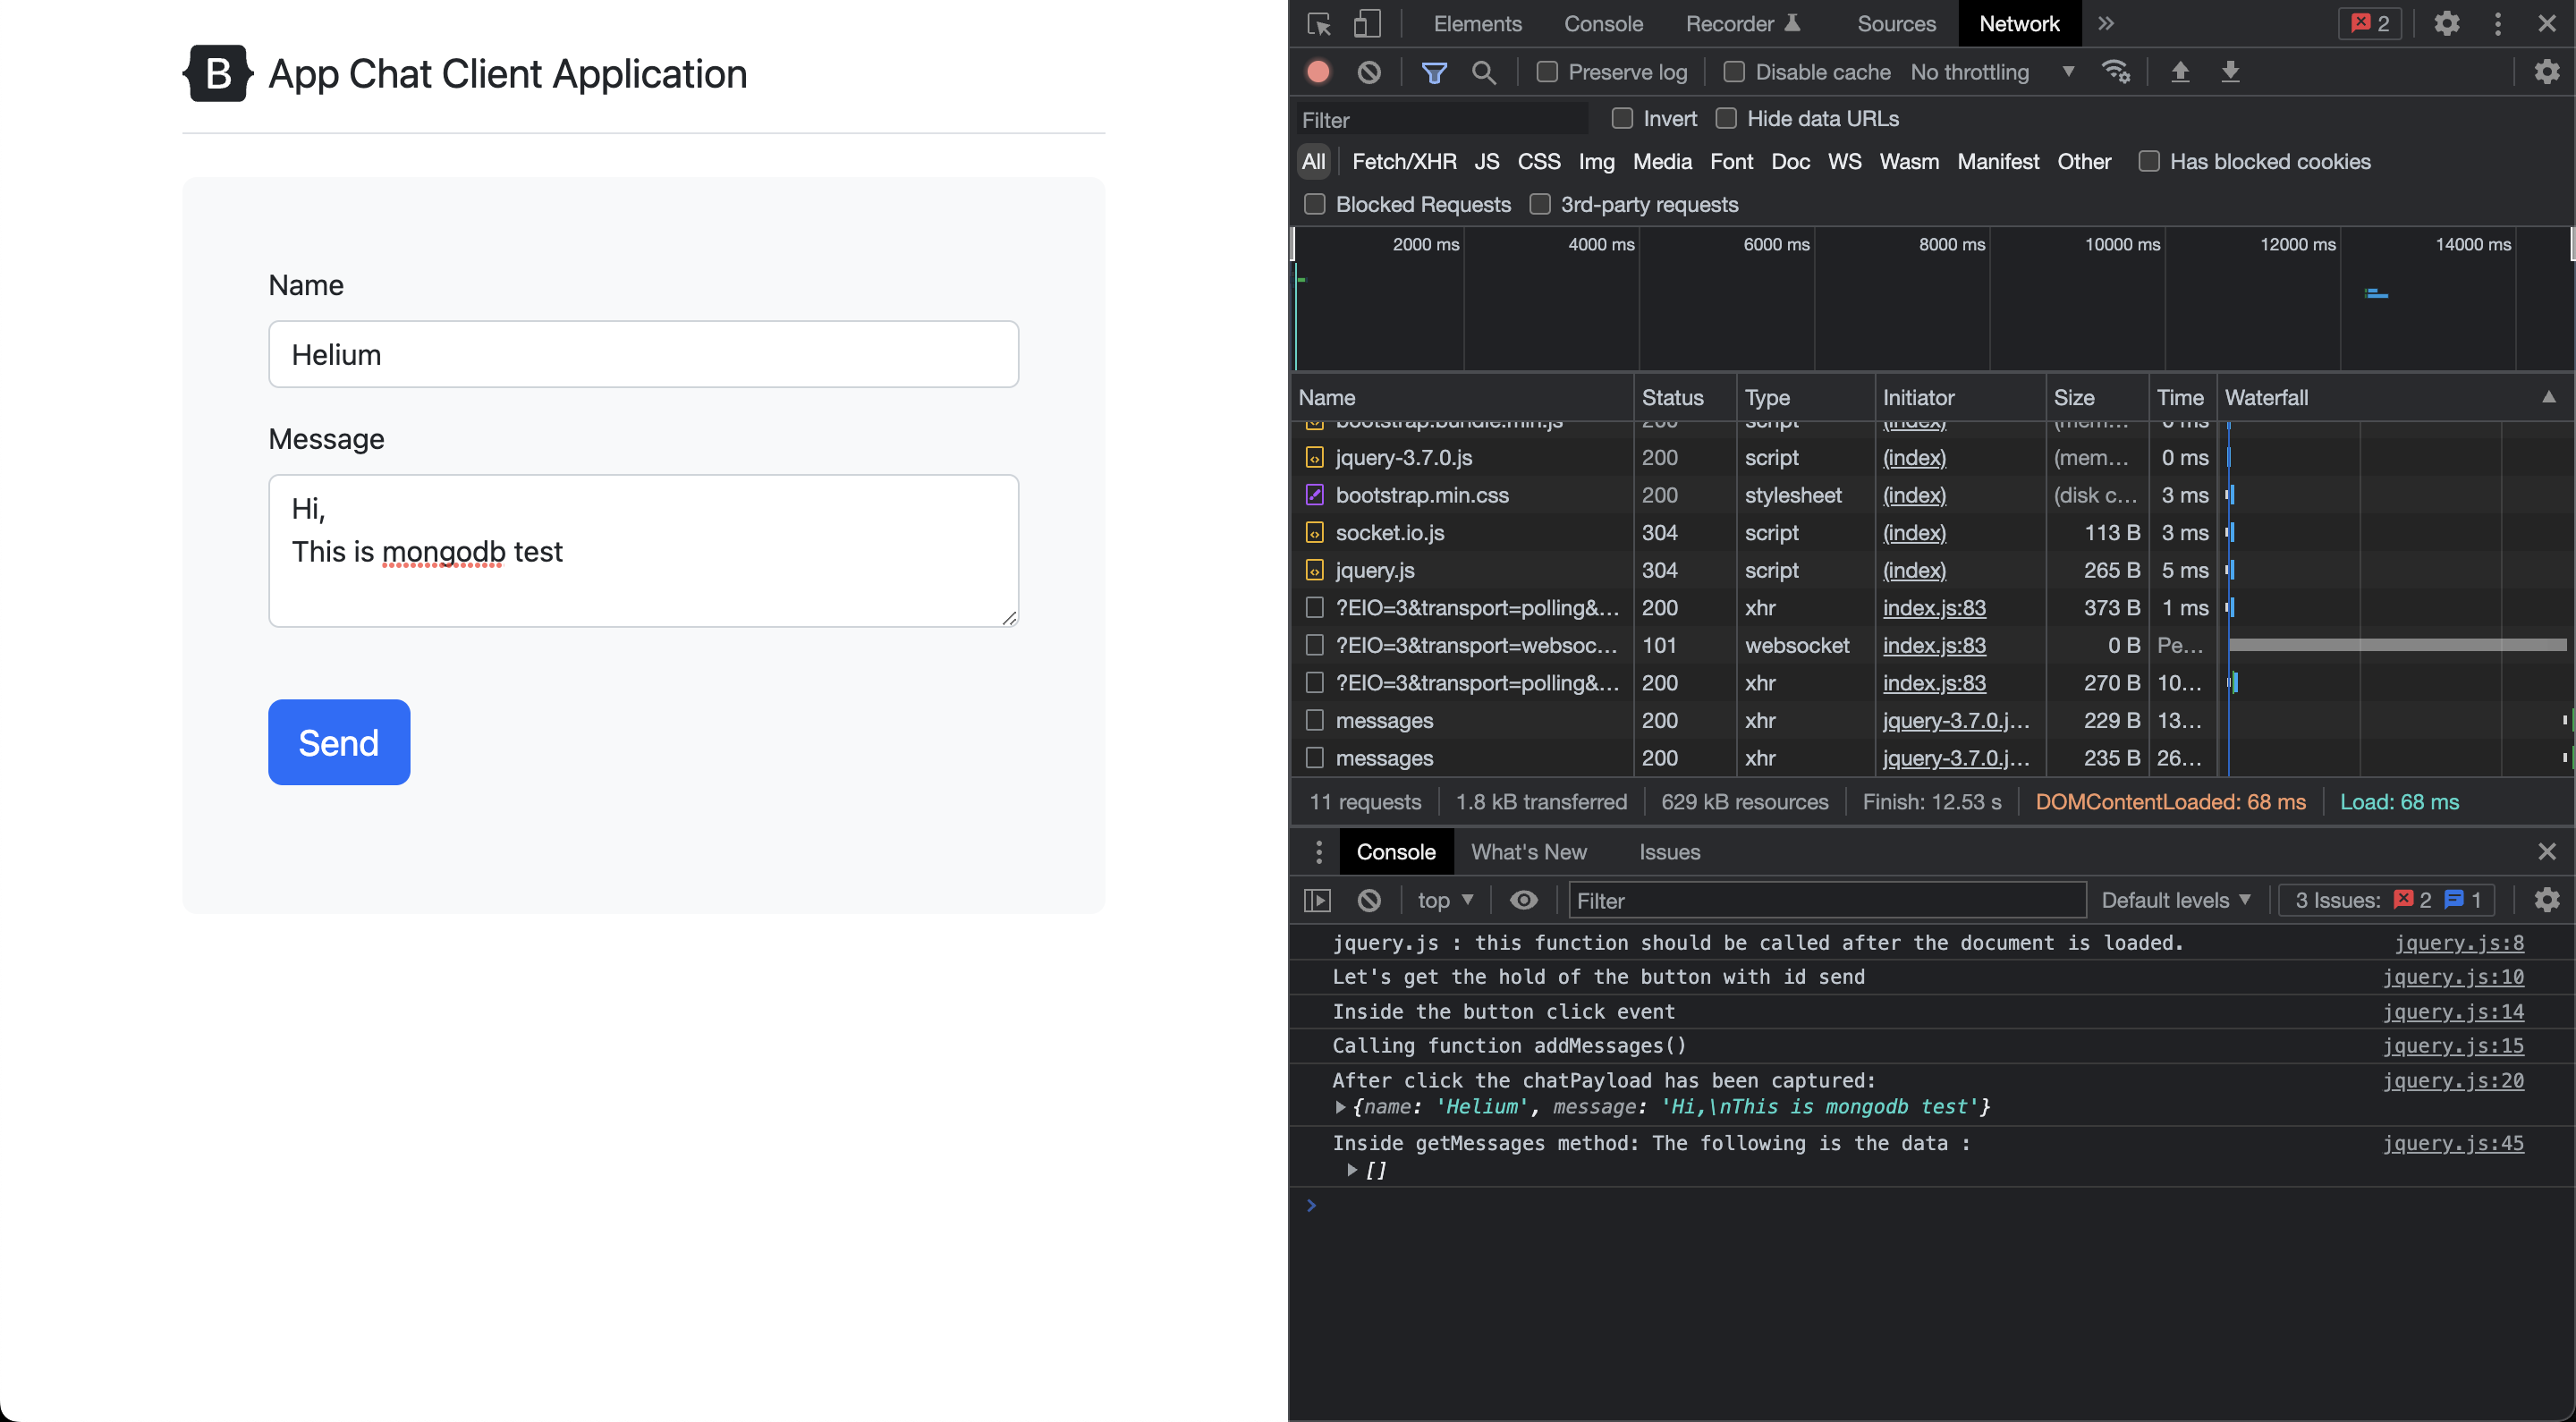 B App Chat Client Application
Name
Helium
Message
Hi,
This is mongodb test
Send
Elements Console Recorder Sources Network » 2
Preserve log Disable cache No throttling
Filter Invert Hide data URLs
All Fetch/XHR JS CSS Img Media Font Doc WS Wasm Manifest Other Has blocked cookies
Blocked Requests 3rd-party requests
2000 ms 4000 ms 6000 ms 8000 ms 10000 ms 12000 ms 14000 ms
Name Status Type Initiator Size Time Waterfall
bootstrap.bundle.min.js 200 script (index) (mem... 0 ms
jquery-3.7.0.js 200 script (index) (mem... 0 ms
bootstrap.min.css 200 stylesheet (index) (disk c... 3 ms
socket.io.js 304 script (index) 113 B 3 ms
jquery.js 304 script (index) 265 B 5 ms
?EIO=3&transport=polling&... 200 xhr index.js:83 373 B 1 ms
?EIO=3&transport=websoc... 101 websocket index.js:83 0 B Pe...
?EIO=3&transport=polling&... 200 xhr index.js:83 270 B 10...
messages 200 xhr jquery-3.7.0.j... 229 B 13...
messages 200 xhr jquery-3.7.0.j... 235 B 26...
11 requests 1.8 kB transferred 629 kB resources Finish: 12.53 s DOMContentLoaded: 68 ms Load: 68 ms
Console What's New Issues
top Filter Default levels 3 Issues: 2 1
jquery.js : this function should be called after the document is loaded. jquery.js:8
Let's get the hold of the button with id send jquery.js:10
Inside the button click event jquery.js:14
Calling function addMessages() jquery.js:15
After click the chatPayload has been captured: jquery.js:20
{name: 'Helium', message: 'Hi,\nThis is mongodb test'}
Inside getMessages method: The following is the data : jquery.js:45
[]